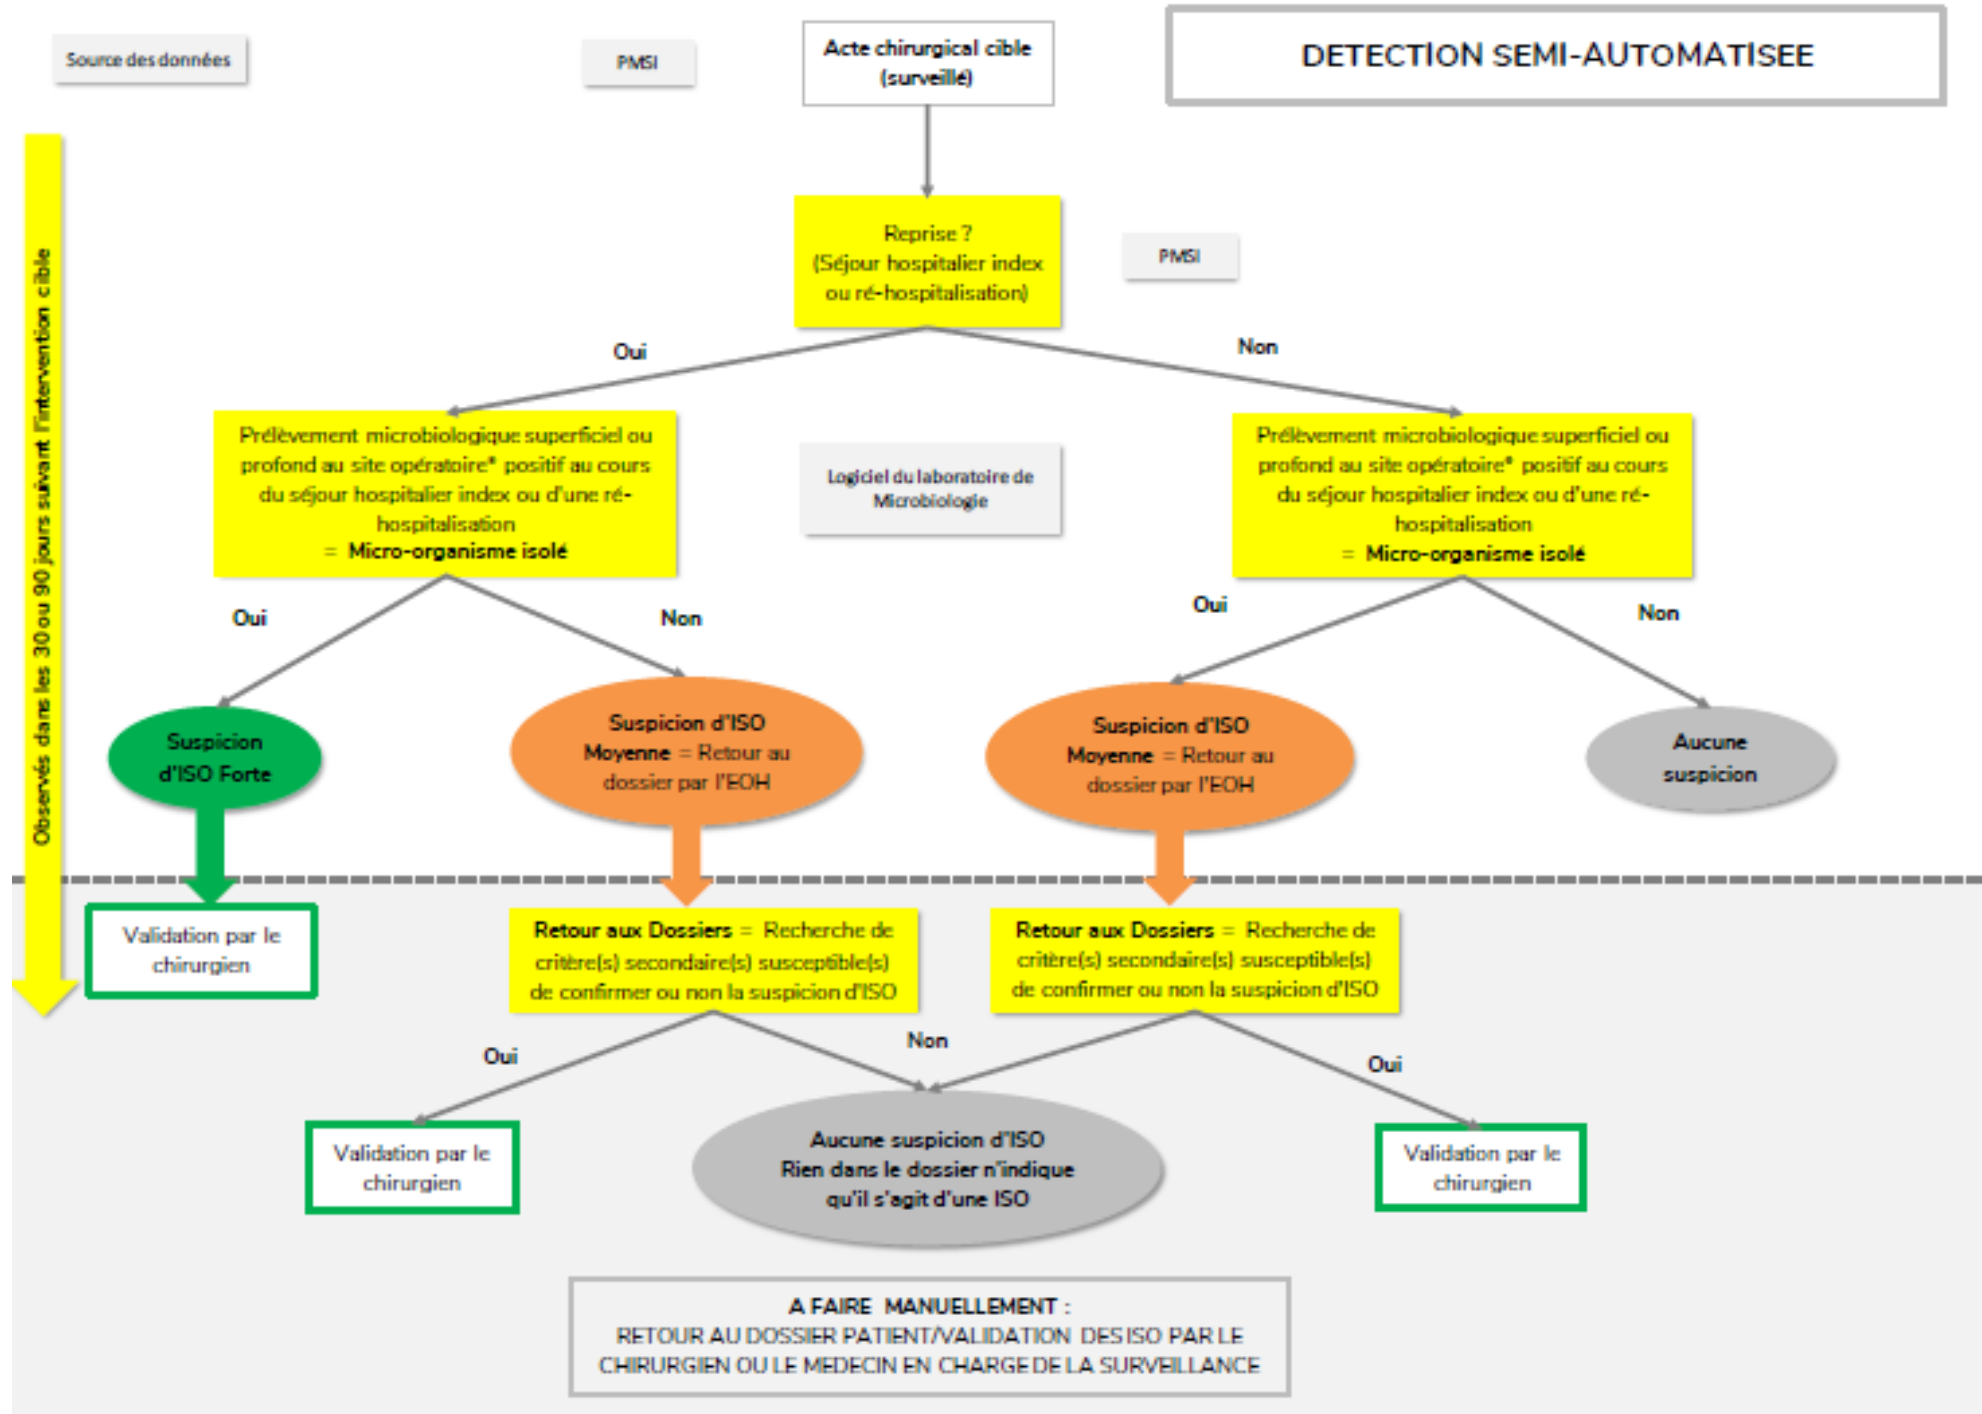 Source des données
PMSI
Acte chirurgical cible
(surveillé)
DETECTION SEMI-AUTOMATISEE
Observés dans les 30 ou 90 jours suivant l'intervention cible
Reprise ?
(Séjour hospitalier index
ou ré-hospitalisation)
PMSI
Oui
Non
Prélèvement microbiologique superficiel ou
profond au site opératoire* positif au cours
du séjour hospitalier index ou d'une ré-
hospitalisation
= Micro-organisme isolé
Logiciel du laboratoire de
Microbiologie
Prélèvement microbiologique superficiel ou
profond au site opératoire* positif au cours
du séjour hospitalier index ou d'une ré-
hospitalisation
= Micro-organisme isolé
Oui
Non
Oui
Non
Suspicion
d'ISO Forte
Suspicion d'ISO
Moyenne = Retour au
dossier par l'EOH
Suspicion d'ISO
Moyenne = Retour au
dossier par l'EOH
Aucune
suspicion
Validation par le
chirurgien
Retour aux Dossiers = Recherche de
critère(s) secondaire(s) susceptible(s)
de confirmer ou non la suspicion d'ISO
Retour aux Dossiers = Recherche de
critère(s) secondaire(s) susceptible(s)
de confirmer ou non la suspicion d'ISO
Oui
Non
Oui
Validation par le
chirurgien
Aucune suspicion d'ISO
Rien dans le dossier n'indique
qu'il s'agit d'une ISO
Validation par le
chirurgien
A FAIRE MANUELLEMENT :
RETOUR AU DOSSIER PATIENT/VALIDATION DES ISO PAR LE
CHIRURGIEN OU LE MEDECIN EN CHARGE DE LA SURVEILLANCE